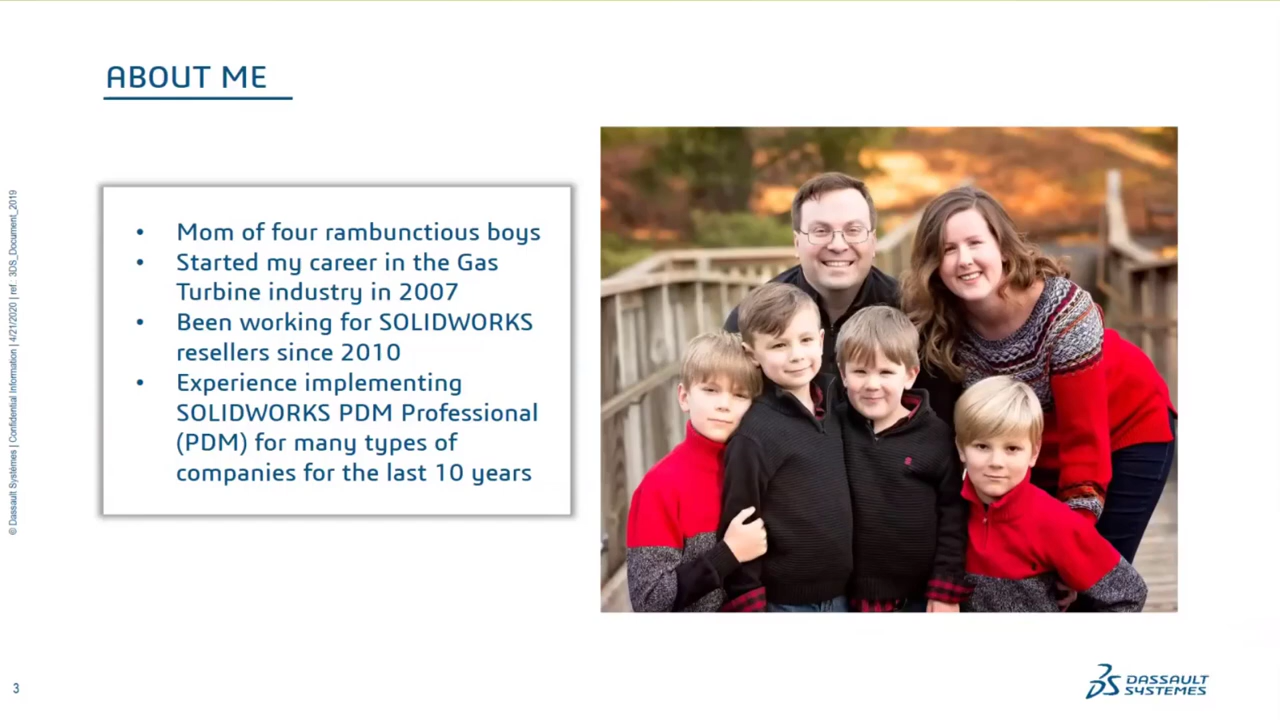 ABOUT ME
• Mom of four rambunctious boys
• Started my career in the Gas
Turbine industry in 2007
• Been working for SOLIDWORKS
resellers since 2010
• Experience implementing
SOLIDWORKS PDM Professional
(PDM) for many types of
companies for the last 10 years
© Dassault Systèmes | Confidential Information | 4/21/2020 | ref.: 3DS_Document_2019
3
DASSAULT
SYSTEMES